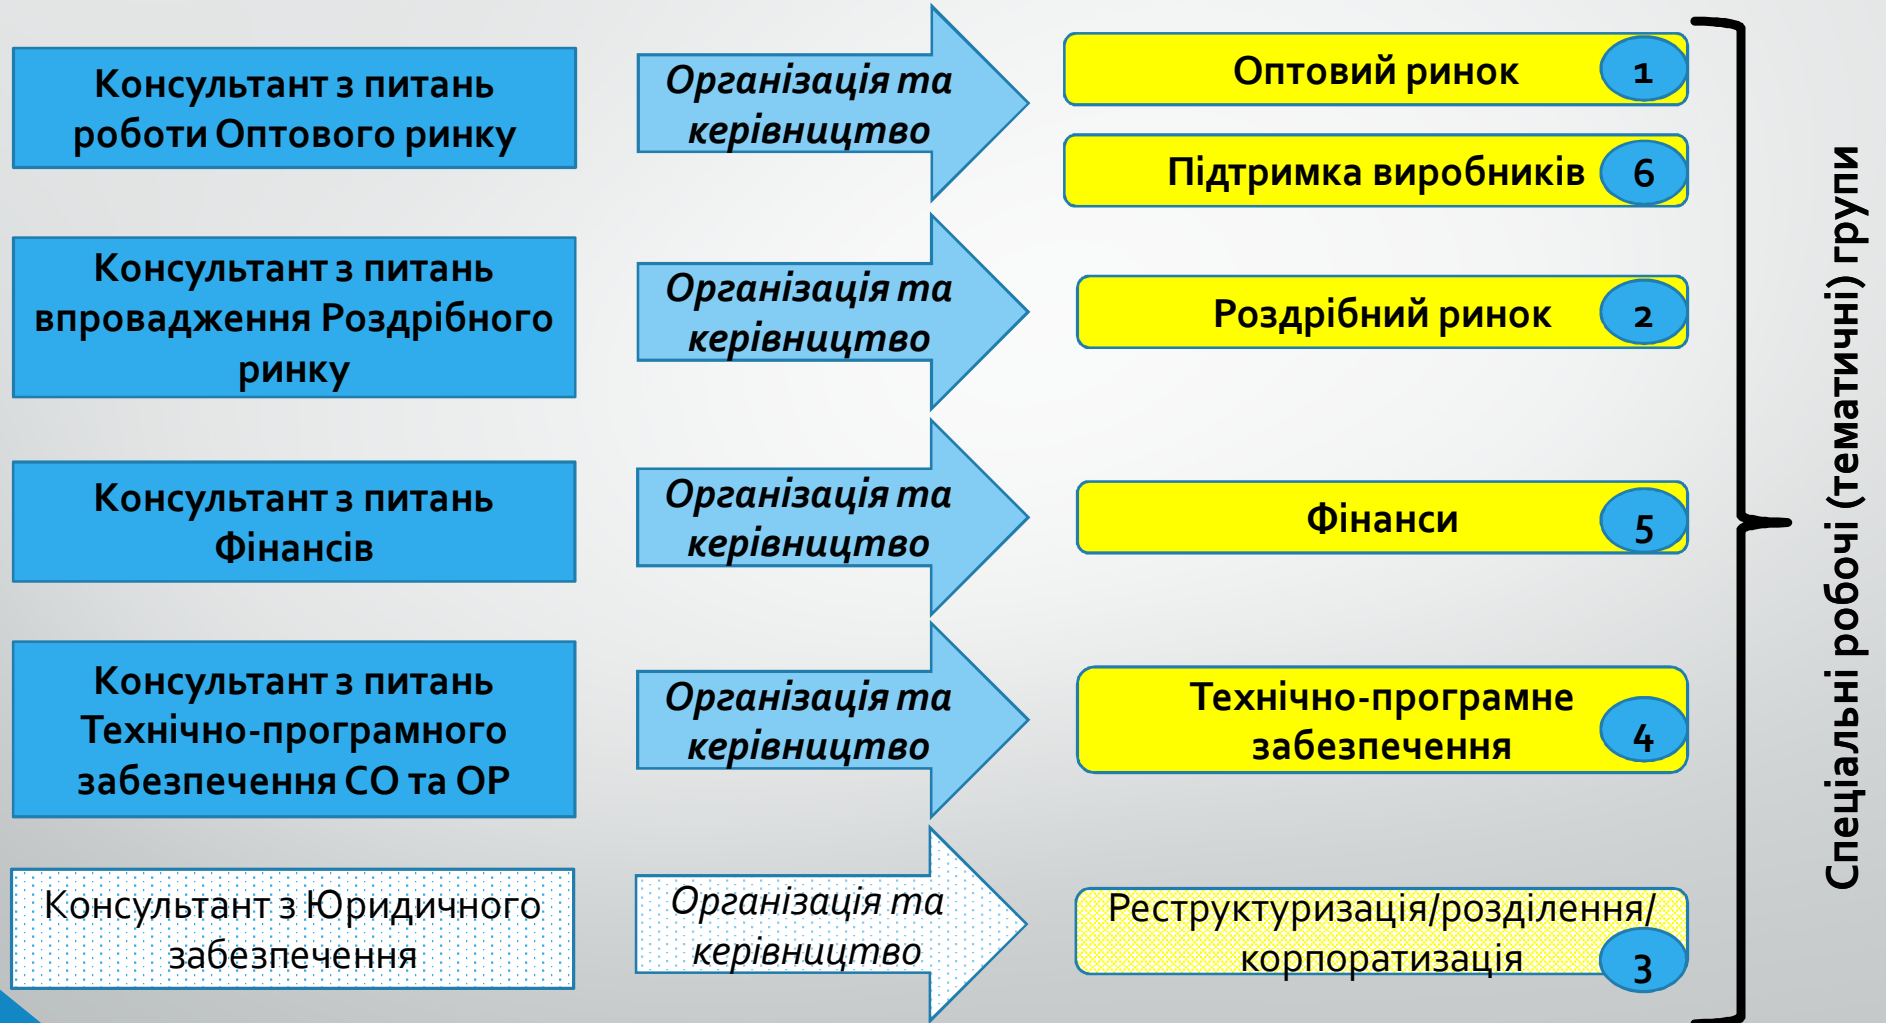 Консультант з питань
роботи Оптового ринку
Організація та
керівництво
Оптовий ринок
1
Підтримка виробників
6
Консультант з питань
впровадження Роздрібного
ринку
Організація та
керівництво
Роздрібний ринок
2
Консультант з питань
Фінансів
Організація та
керівництво
Фінанси
5
Консультант з питань
Технічно-програмного
забезпечення СО та ОР
Організація та
керівництво
Технічно-програмне
забезпечення
4
Консультант з Юридичного
забезпечення
Організація та
керівництво
Реструктуризація/розділення/
корпоратизація
3
Спеціальні робочі (тематичні) групи